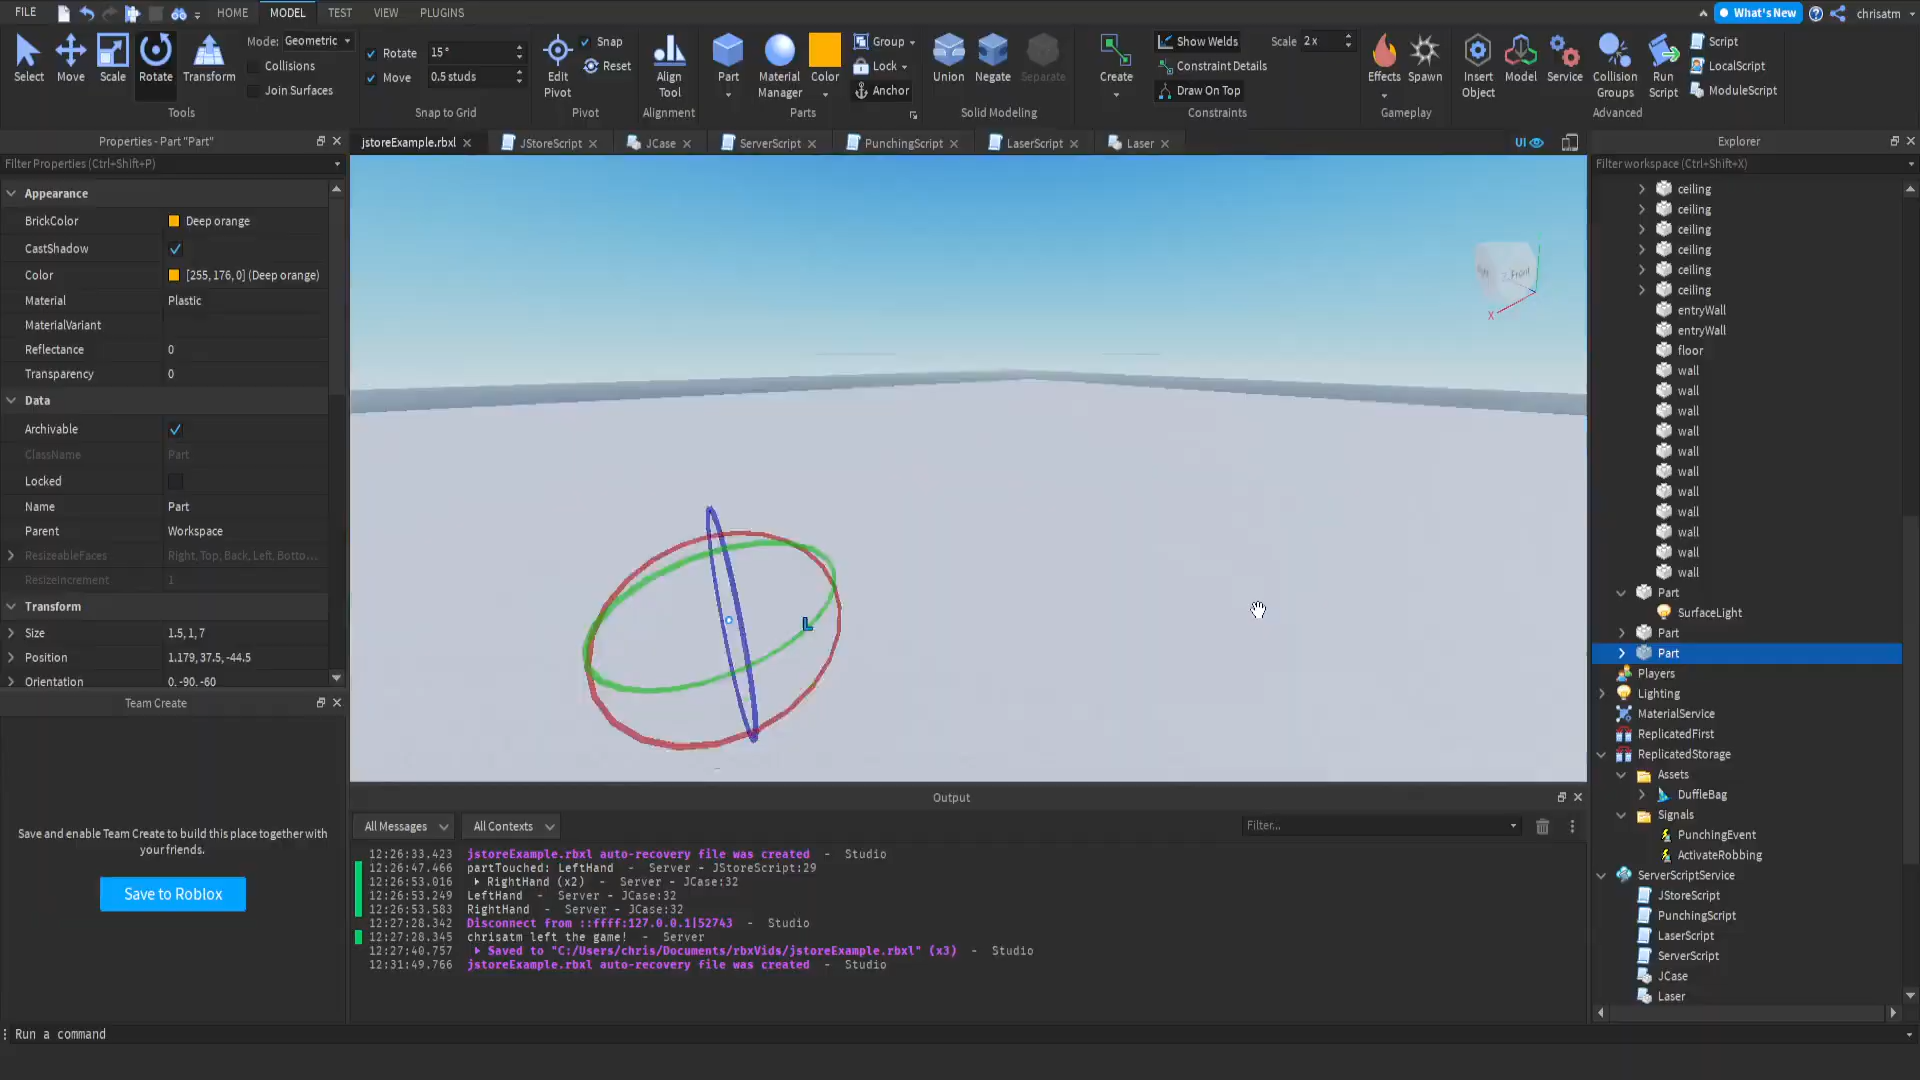 FILE
HOME
MODEL
TEST
VIEW
PLUGINS
What's New
chrisatm
Select
Move
Scale
Rotate
Transform
Mode: Geometric
Collisions
Join Surfaces
Tools
Rotate 15°
Move 0.5 studs
Snap to Grid
Edit
Pivot
Snap
Reset
Pivot
Align
Tool
Alignment
Part
Material
Manager
Color
Group
Lock
Anchor
Parts
Union
Negate
Separate
Solid Modeling
Create
Show Welds
Scale 2 x
Constraint Details
Draw On Top
Constraints
Effects
Spawn
Gameplay
Insert
Object
Model
Service
Collision
Groups
Run
Script
Script
LocalScript
ModuleScript
Advanced
Properties - Part "Part"
Filter Properties (Ctrl+Shift+P)
Appearance
BrickColor Deep orange
CastShadow
Color [255, 176, 0] (Deep orange)
Material Plastic
MaterialVariant
Reflectance 0
Transparency 0
Data
Archivable
ClassName Part
Locked
Name Part
Parent Workspace
ResizeableFaces Right, Top, Back, Left, Botto...
ResizeIncrement 1
Transform
Size 1.5, 1, 7
Position 1.179, 37.5, -44.5
Orientation 0, -90, -60
Team Create
Save and enable Team Create to build this place together with
your friends.
Save to Roblox
jstoreExample.rbxl
JStoreScript
JCase
ServerScript
PunchingScript
LaserScript
Laser
UI
Front
X
L
Output
All Messages
All Contexts
Filter...
12:26:33.423 jstoreExample.rbxl auto-recovery file was created - Studio
12:26:47.466 partTouched: LeftHand - Server - JStoreScript:29
12:26:53.016 RightHand (x2) - Server - JCase:32
12:26:53.249 LeftHand - Server - JCase:32
12:26:53.583 RightHand - Server - JCase:32
12:27:28.342 Disconnect from ::ffff:127.0.0.1|52743 - Studio
12:27:28.345 chrisatm left the game! - Server
12:27:40.757 Saved to "C:/Users/chris/Documents/rbxVids/jstoreExample.rbxl" (x3) - Studio
12:31:49.766 jstoreExample.rbxl auto-recovery file was created - Studio
Run a command
Explorer
Filter workspace (Ctrl+Shift+X)
ceiling
ceiling
ceiling
ceiling
ceiling
ceiling
entryWall
entryWall
floor
wall
wall
wall
wall
wall
wall
wall
wall
wall
wall
wall
Part
SurfaceLight
Part
Part
Players
Lighting
MaterialService
ReplicatedFirst
ReplicatedStorage
Assets
DuffleBag
Signals
PunchingEvent
ActivateRobbing
ServerScriptService
JStoreScript
PunchingScript
LaserScript
ServerScript
JCase
Laser